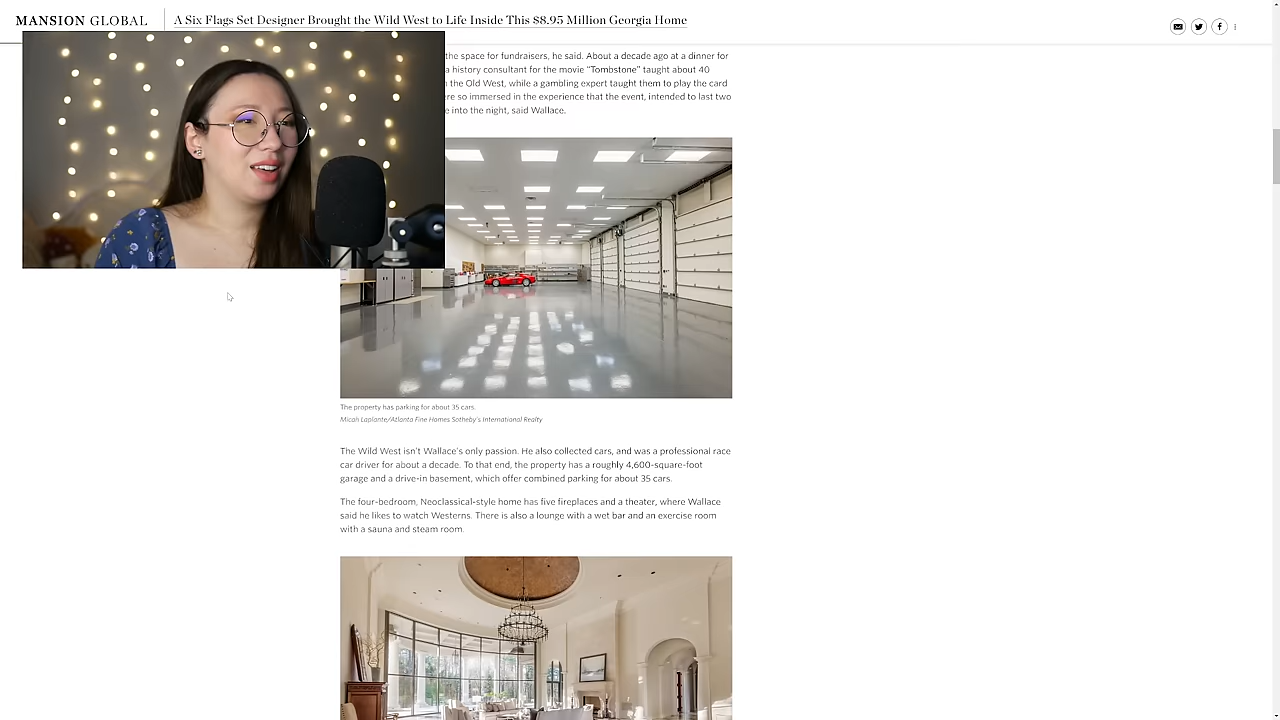 MANSION GLOBAL
A Six Flags Set Designer Brought the Wild West to Life Inside This $8.95 Million Georgia Home
the space for fundraisers, he said. About a decade ago at a dinner for
a history consultant for the movie “Tombstone” taught about 40
the Old West, while a gambling expert taught them to play the card
so immersed in the experience that the event, intended to last two
into the night, said Wallace.
The property has parking for about 35 cars.
Micah Laplante/Atlanta Fine Homes Sotheby's International Realty
The Wild West isn’t Wallace’s only passion. He also collected cars, and was a professional race
car driver for about a decade. To that end, the property has a roughly 4,600-square-foot
garage and a drive-in basement, which offer combined parking for about 35 cars.
The four-bedroom, Neoclassical-style home has five fireplaces and a theater, where Wallace
said he likes to watch Westerns. There is also a lounge with a wet bar and an exercise room
with a sauna and steam room.